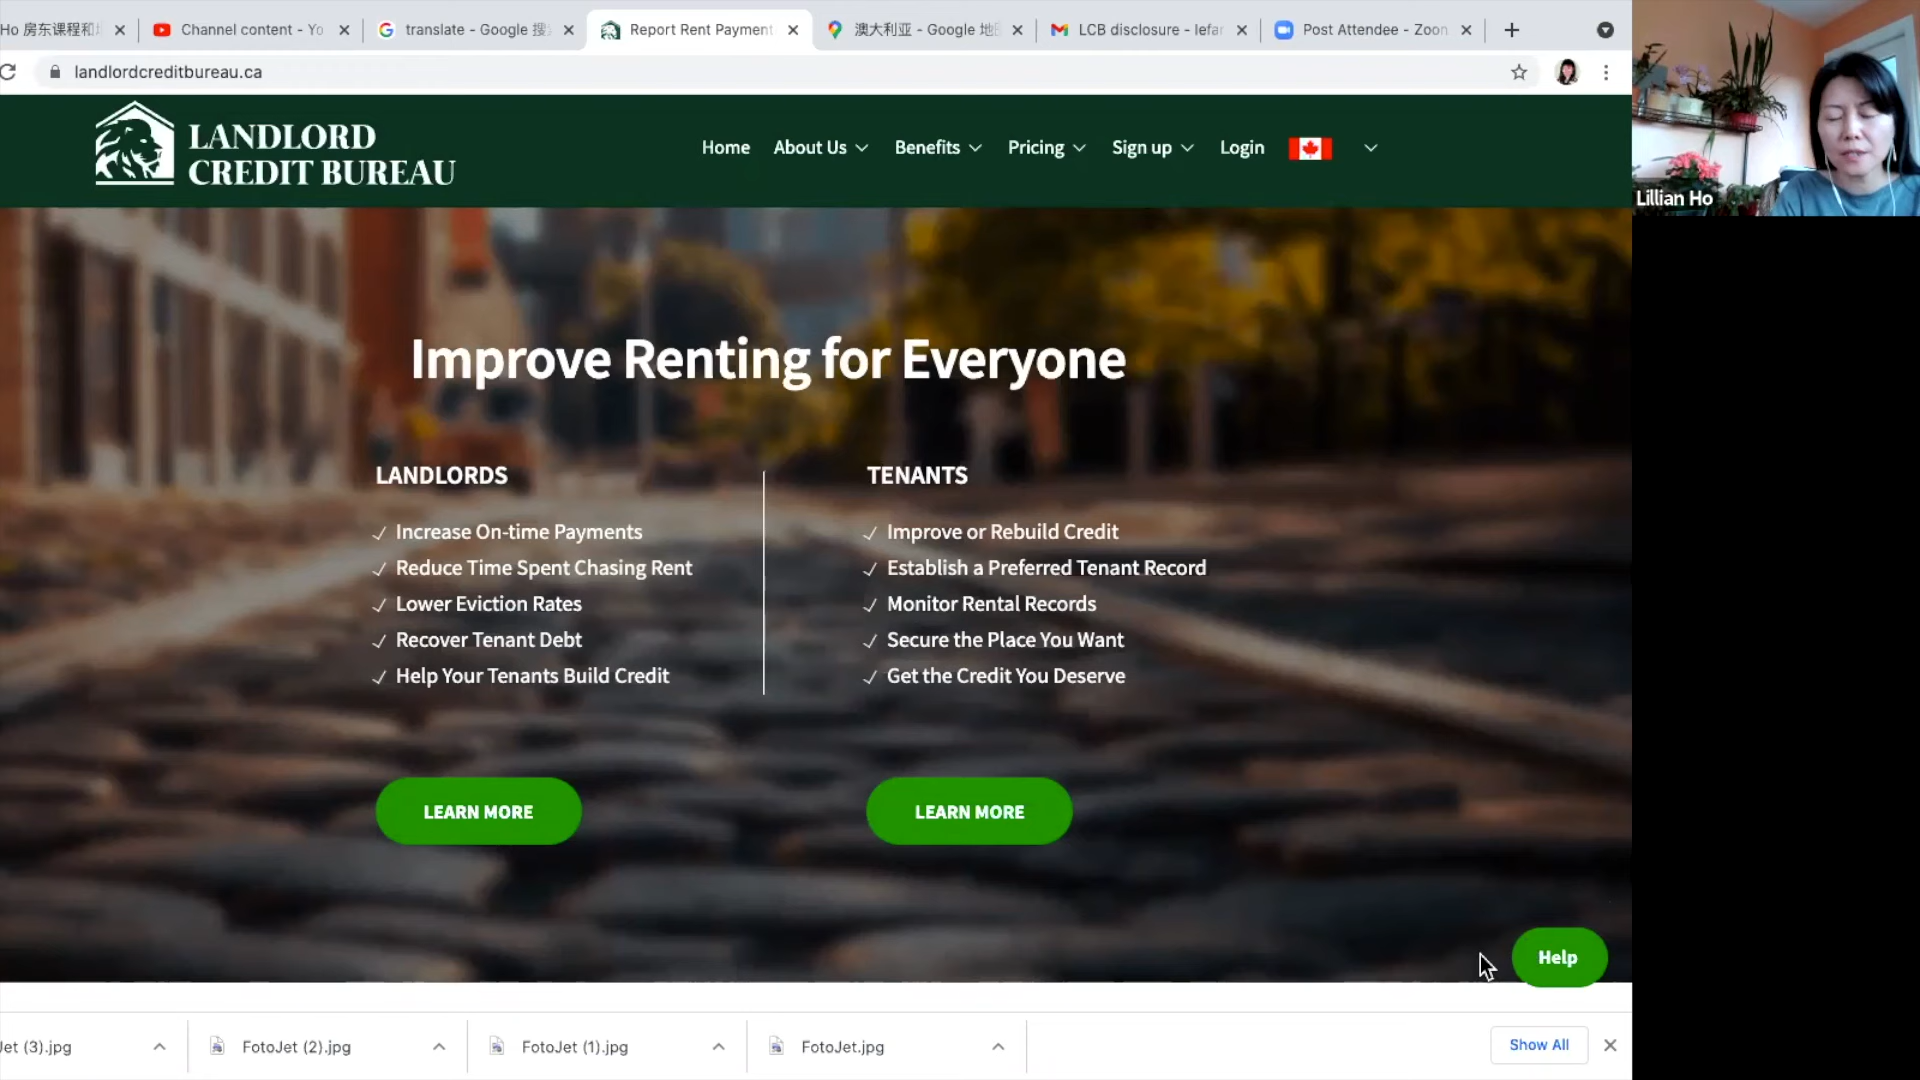 Ho 房东课程和
Channel content - Yo
translate - Google 搜
Report Rent Payment
澳大利亚 - Google 地
LCB disclosure - lefar
Post Attendee - Zoon
landlordcreditbureau.ca
LANDLORD
CREDIT BUREAU
Home
About Us
Benefits
Pricing
Sign up
Login
Lillian Ho
Improve Renting for Everyone
LANDLORDS
Increase On-time Payments
Reduce Time Spent Chasing Rent
Lower Eviction Rates
Recover Tenant Debt
Help Your Tenants Build Credit
LEARN MORE
TENANTS
Improve or Rebuild Credit
Establish a Preferred Tenant Record
Monitor Rental Records
Secure the Place You Want
Get the Credit You Deserve
LEARN MORE
Help
Jet (3).jpg
FotoJet (2).jpg
FotoJet (1).jpg
FotoJet.jpg
Show All